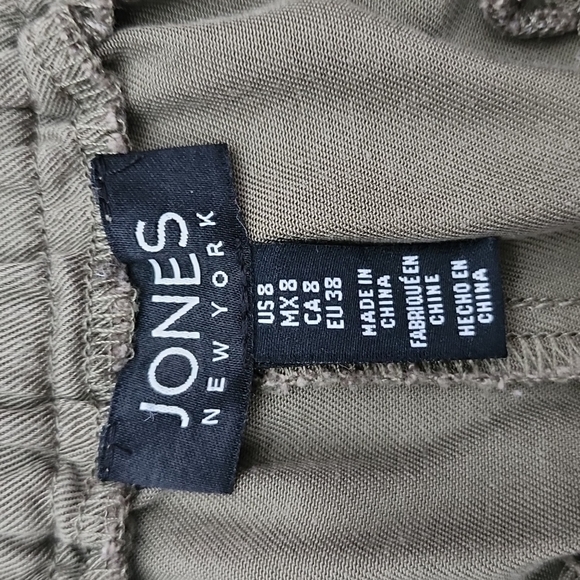 JONES
NEW YORK
US 8
MX 8
CA 8
EU 38
MADE IN
CHINA
FABRIQUÉ EN
CHINE
HECHO EN
CHINA